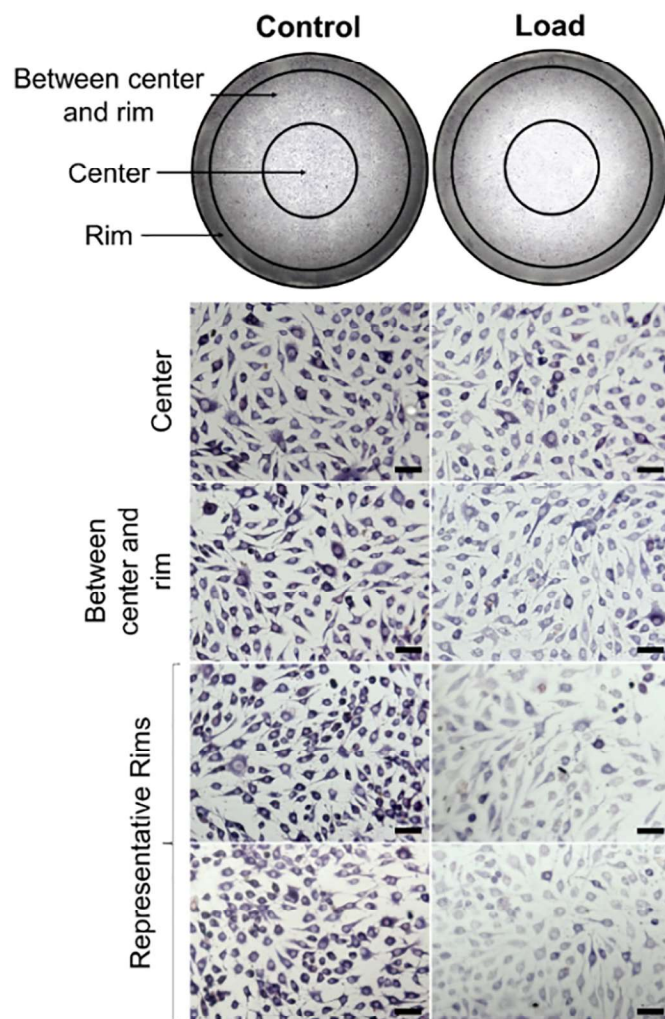 Control
Load
Between center
and rim
Center
Rim
Center
Between
center and
rim
Representative Rims